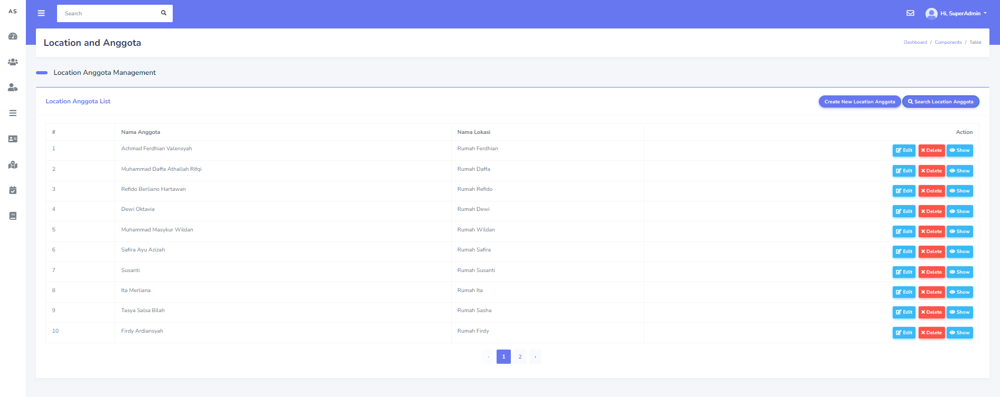 AS
Search
Hi, SuperAdmin
Location and Anggota
Dashboard / Components / Table
Location Anggota Management
Location Anggota List
Create New Location Anggota Search Location Anggota
# Nama Anggota Nama Lokasi Action
1 Achmad Ferdhian Valensyah Rumah Ferdhian Edit Delete Show
2 Muhammad Daffa Athallah Rifqi Rumah Daffa Edit Delete Show
3 Refido Berliano Hartawan Rumah Refido Edit Delete Show
4 Dewi Oktavia Rumah Dewi Edit Delete Show
5 Muhammad Masykur Wildan Rumah Wildan Edit Delete Show
6 Safira Ayu Azizah Rumah Safira Edit Delete Show
7 Susanti Rumah Susanti Edit Delete Show
8 Ita Merliana Rumah Ita Edit Delete Show
9 Tasya Salsa Bilah Rumah Sasha Edit Delete Show
10 Firdy Ardiansyah Rumah Firdy Edit Delete Show
‹ 1 2 ›